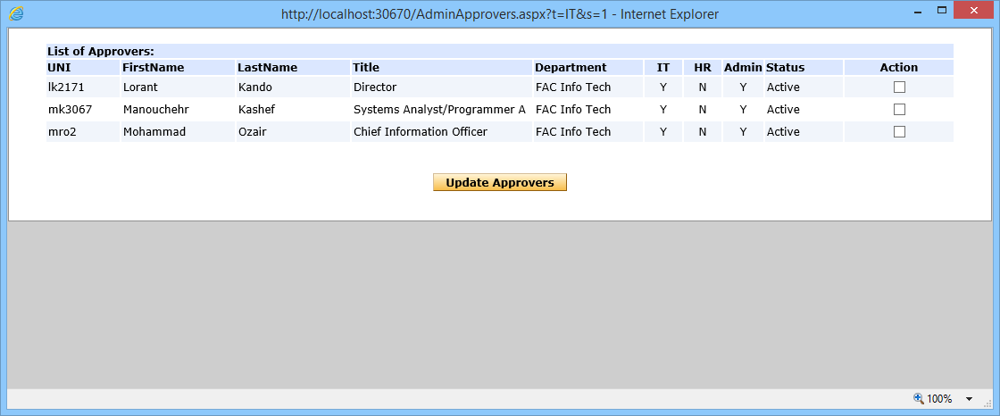 http://localhost:30670/AdminApprovers.aspx?t=IT&s=1 - Internet Explorer
List of Approvers:
UNI FirstName LastName Title Department IT HR Admin Status Action
lk2171 Lorant Kando Director FAC Info Tech Y N Y Active
mk3067 Manouchehr Kashef Systems Analyst/Programmer A FAC Info Tech Y N Y Active
mro2 Mohammad Ozair Chief Information Officer FAC Info Tech Y N Y Active
Update Approvers
100%